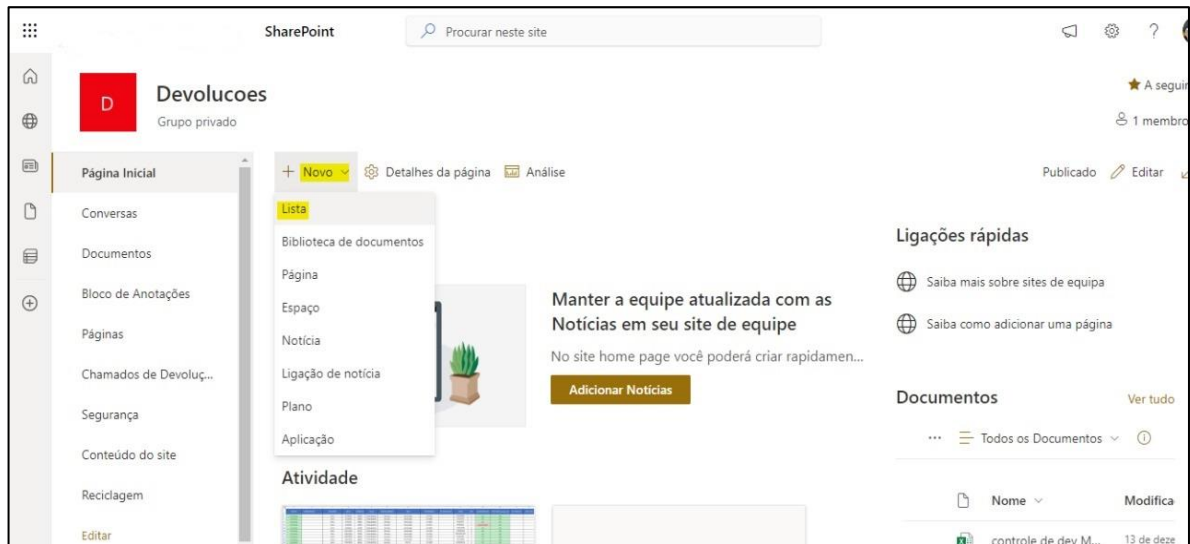 SharePoint
Procurar neste site
?
D
Devolucoes
Grupo privado
A seguir
1 membro
Página Inicial
Conversas
Documentos
Bloco de Anotações
Páginas
Chamados de Devoluç...
Segurança
Conteúdo do site
Reciclagem
Editar
+ Novo
Detalhes da página
Análise
Publicado
Editar
Lista
Biblioteca de documentos
Página
Espaço
Notícia
Ligação de notícia
Plano
Aplicação
Manter a equipe atualizada com as
Notícias em seu site de equipe
No site home page você poderá criar rapidamen...
Adicionar Notícias
Atividade
Ligações rápidas
Saiba mais sobre sites de equipa
Saiba como adicionar uma página
Documentos
Ver tudo
... Todos os Documentos
Nome
Modifica
controle de dev M...
13 de deze